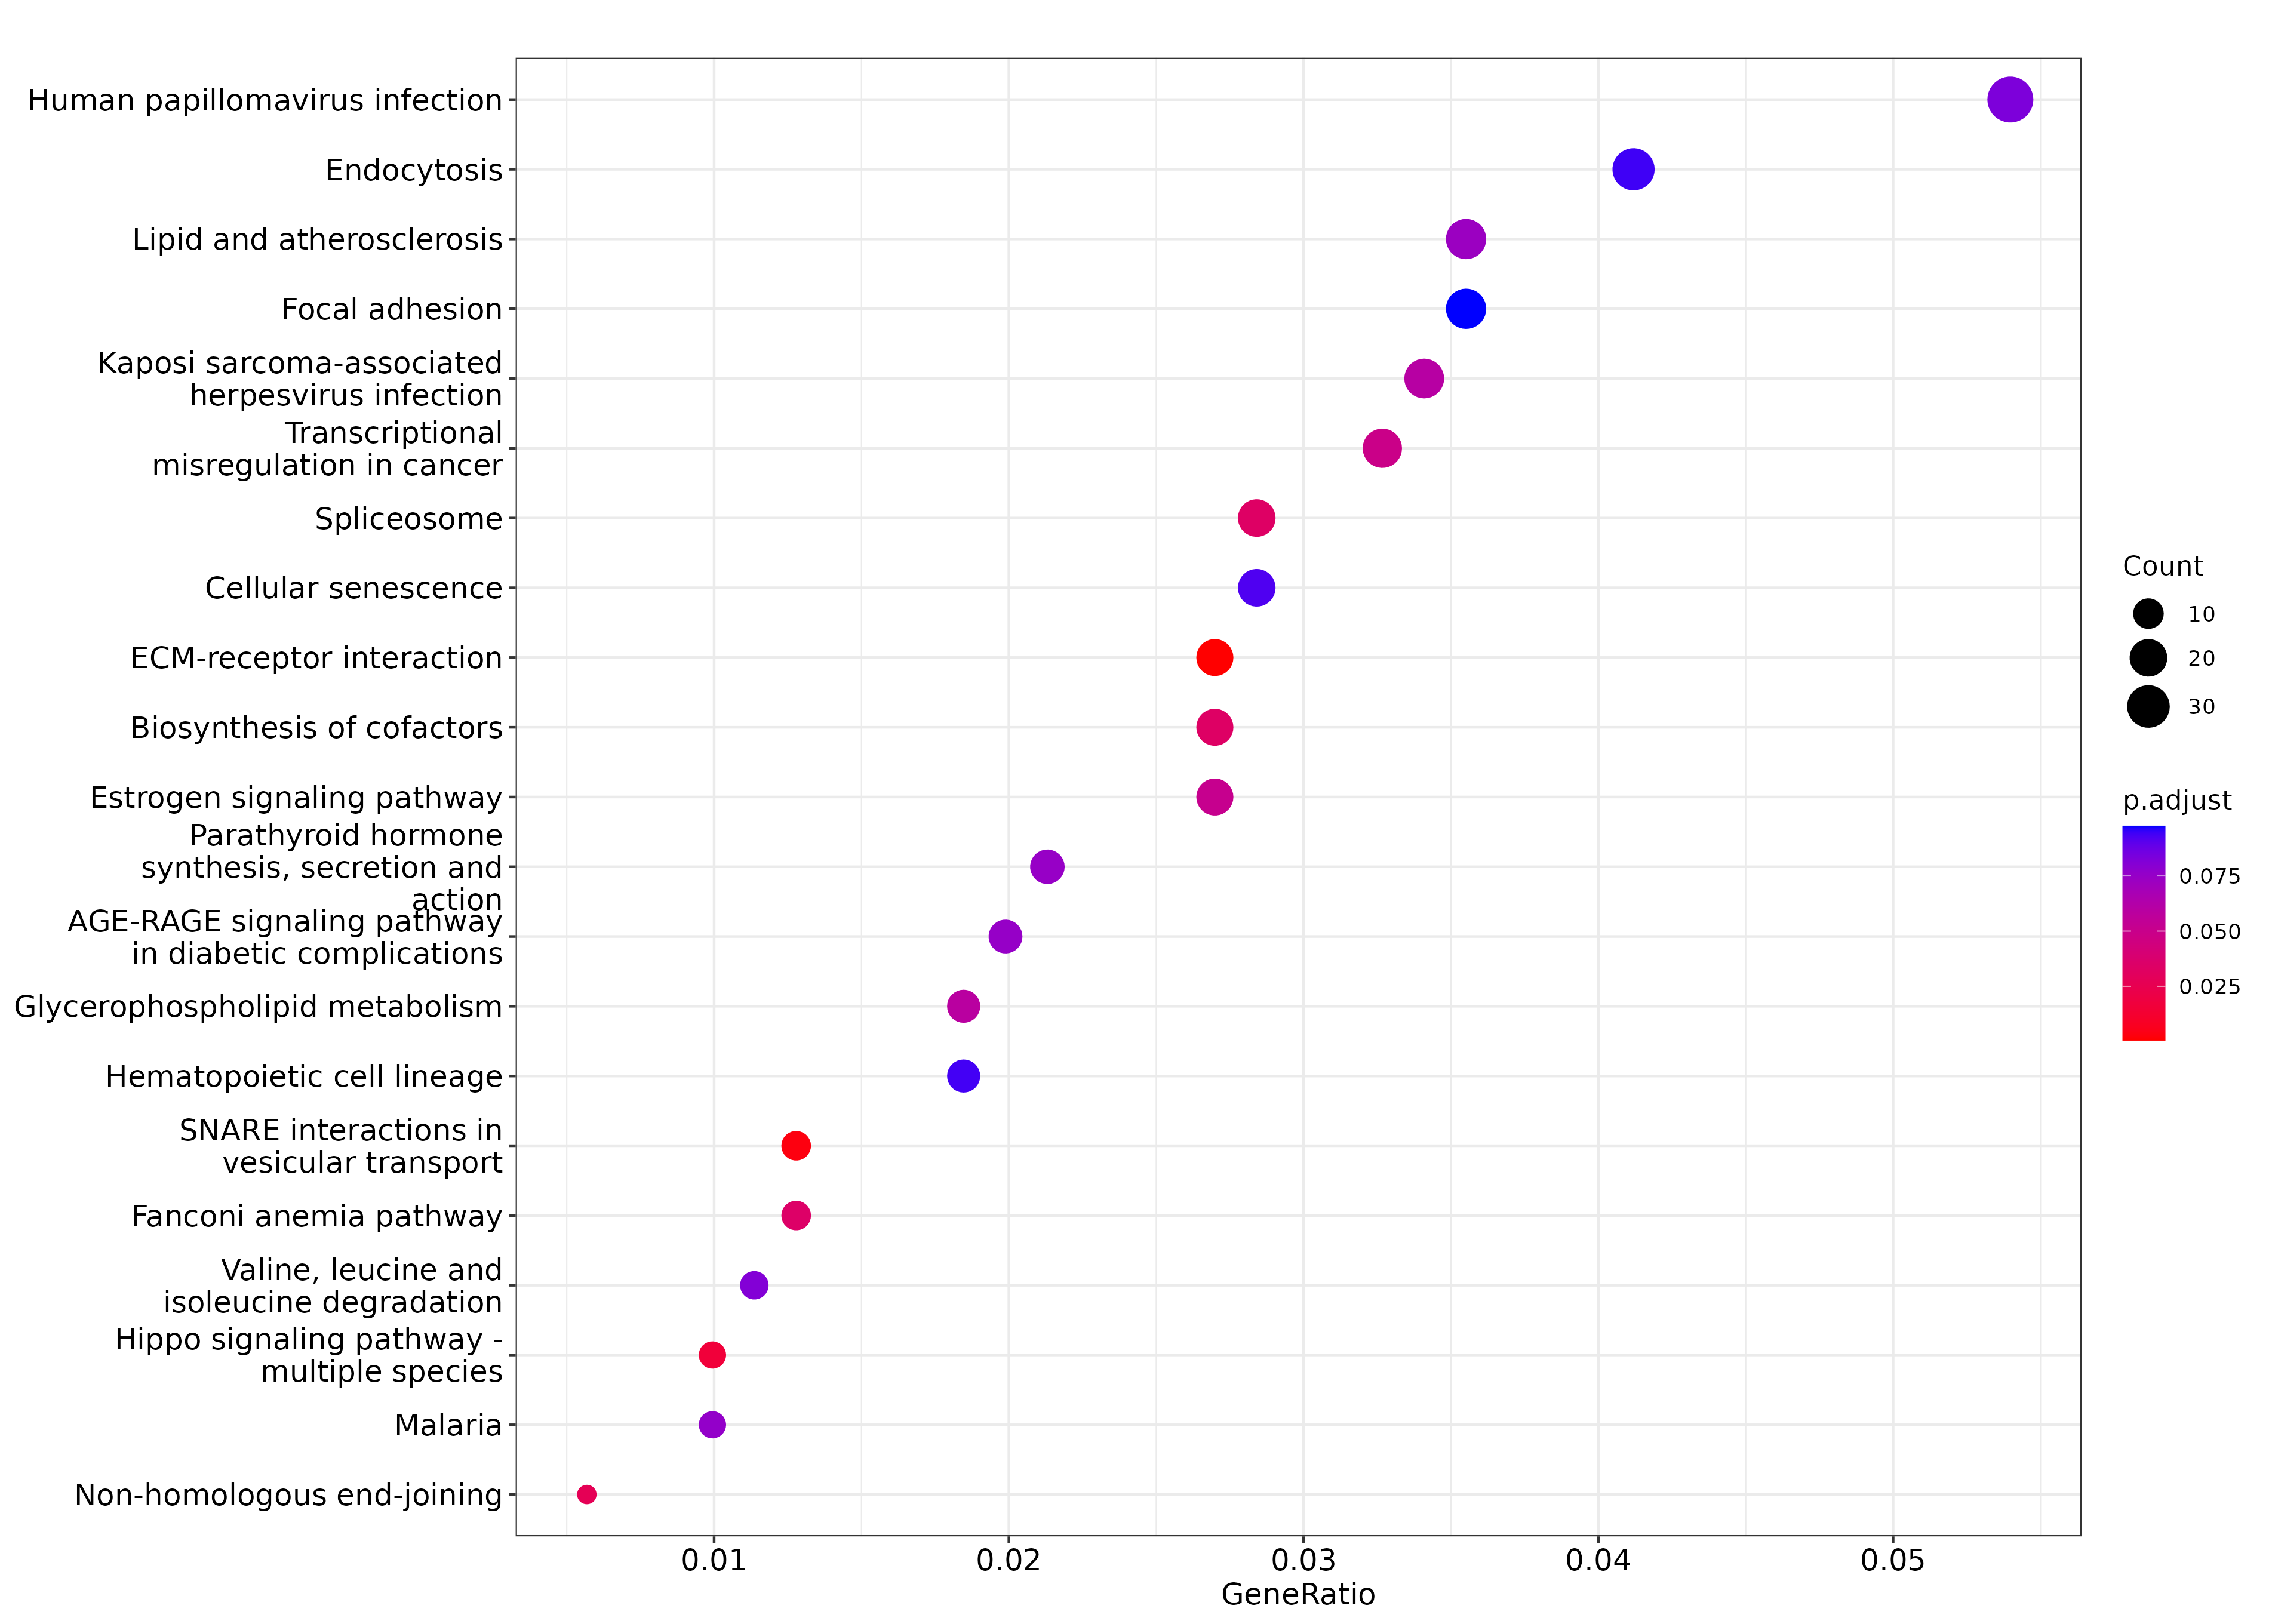 Human papillomavirus infection
Endocytosis
Lipid and atherosclerosis
Focal adhesion
Kaposi sarcoma-associated
herpesvirus infection
Transcriptional
misregulation in cancer
Spliceosome
Cellular senescence
ECM-receptor interaction
Biosynthesis of cofactors
Estrogen signaling pathway
Parathyroid hormone
synthesis, secretion and
action
AGE-RAGE signaling pathway
in diabetic complications
Glycerophospholipid metabolism
Hematopoietic cell lineage
SNARE interactions in
vesicular transport
Fanconi anemia pathway
Valine, leucine and
isoleucine degradation
Hippo signaling pathway -
multiple species
Malaria
Non-homologous end-joining
0.01 0.02 0.03 0.04 0.05
GeneRatio
Count
10
20
30
p.adjust
0.075
0.050
0.025